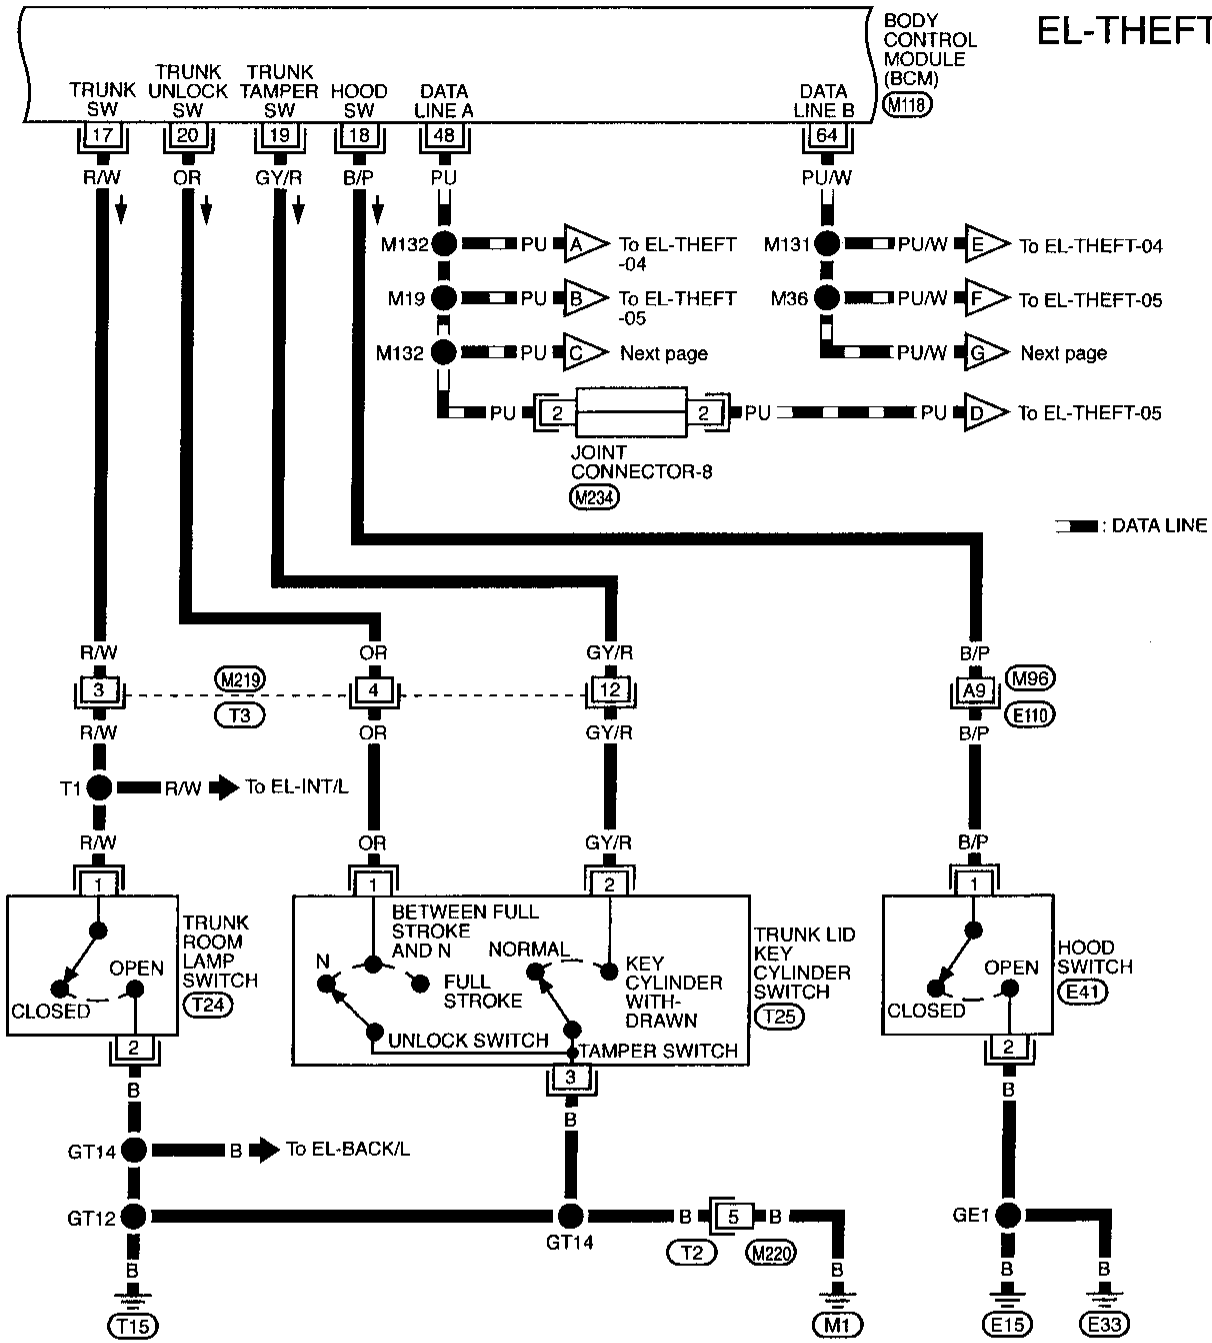 EL-THEFT
BODY
CONTROL
MODULE
(BCM)
M118
TRUNK
SW
TRUNK
UNLOCK
SW
TRUNK
TAMPER
SW
HOOD
SW
DATA
LINE A
DATA
LINE B
17
20
19
18
48
64
R/W
OR
GY/R
B/P
PU
PU/W
M132
PU
A
To EL-THEFT
-04
M131
PU/W
E
To EL-THEFT-04
M19
PU
B
To EL-THEFT
-05
M36
PU/W
F
To EL-THEFT-05
M132
PU
C
Next page
PU/W
G
Next page
PU
2
2
PU
PU
D
To EL-THEFT-05
JOINT
CONNECTOR-8
M234
: DATA LINE
R/W
OR
GY/R
B/P
3
M219
T3
4
12
A9
M96
E110
R/W
OR
GY/R
B/P
T1
R/W
To EL-INT/L
R/W
OR
GY/R
B/P
1
1
2
1
TRUNK
ROOM
LAMP
SWITCH
T24
OPEN
CLOSED
BETWEEN FULL
STROKE
AND N
N
FULL
STROKE
UNLOCK SWITCH
NORMAL
KEY
CYLINDER
WITH-
DRAWN
TAMPER SWITCH
TRUNK LID
KEY
CYLINDER
SWITCH
T25
OPEN
CLOSED
HOOD
SWITCH
E41
2
3
2
B
B
B
GT14
B
To EL-BACK/L
GT12
GT14
B
5
B
T2
M220
GE1
B
B
B
B
T15
M1
E15
E33